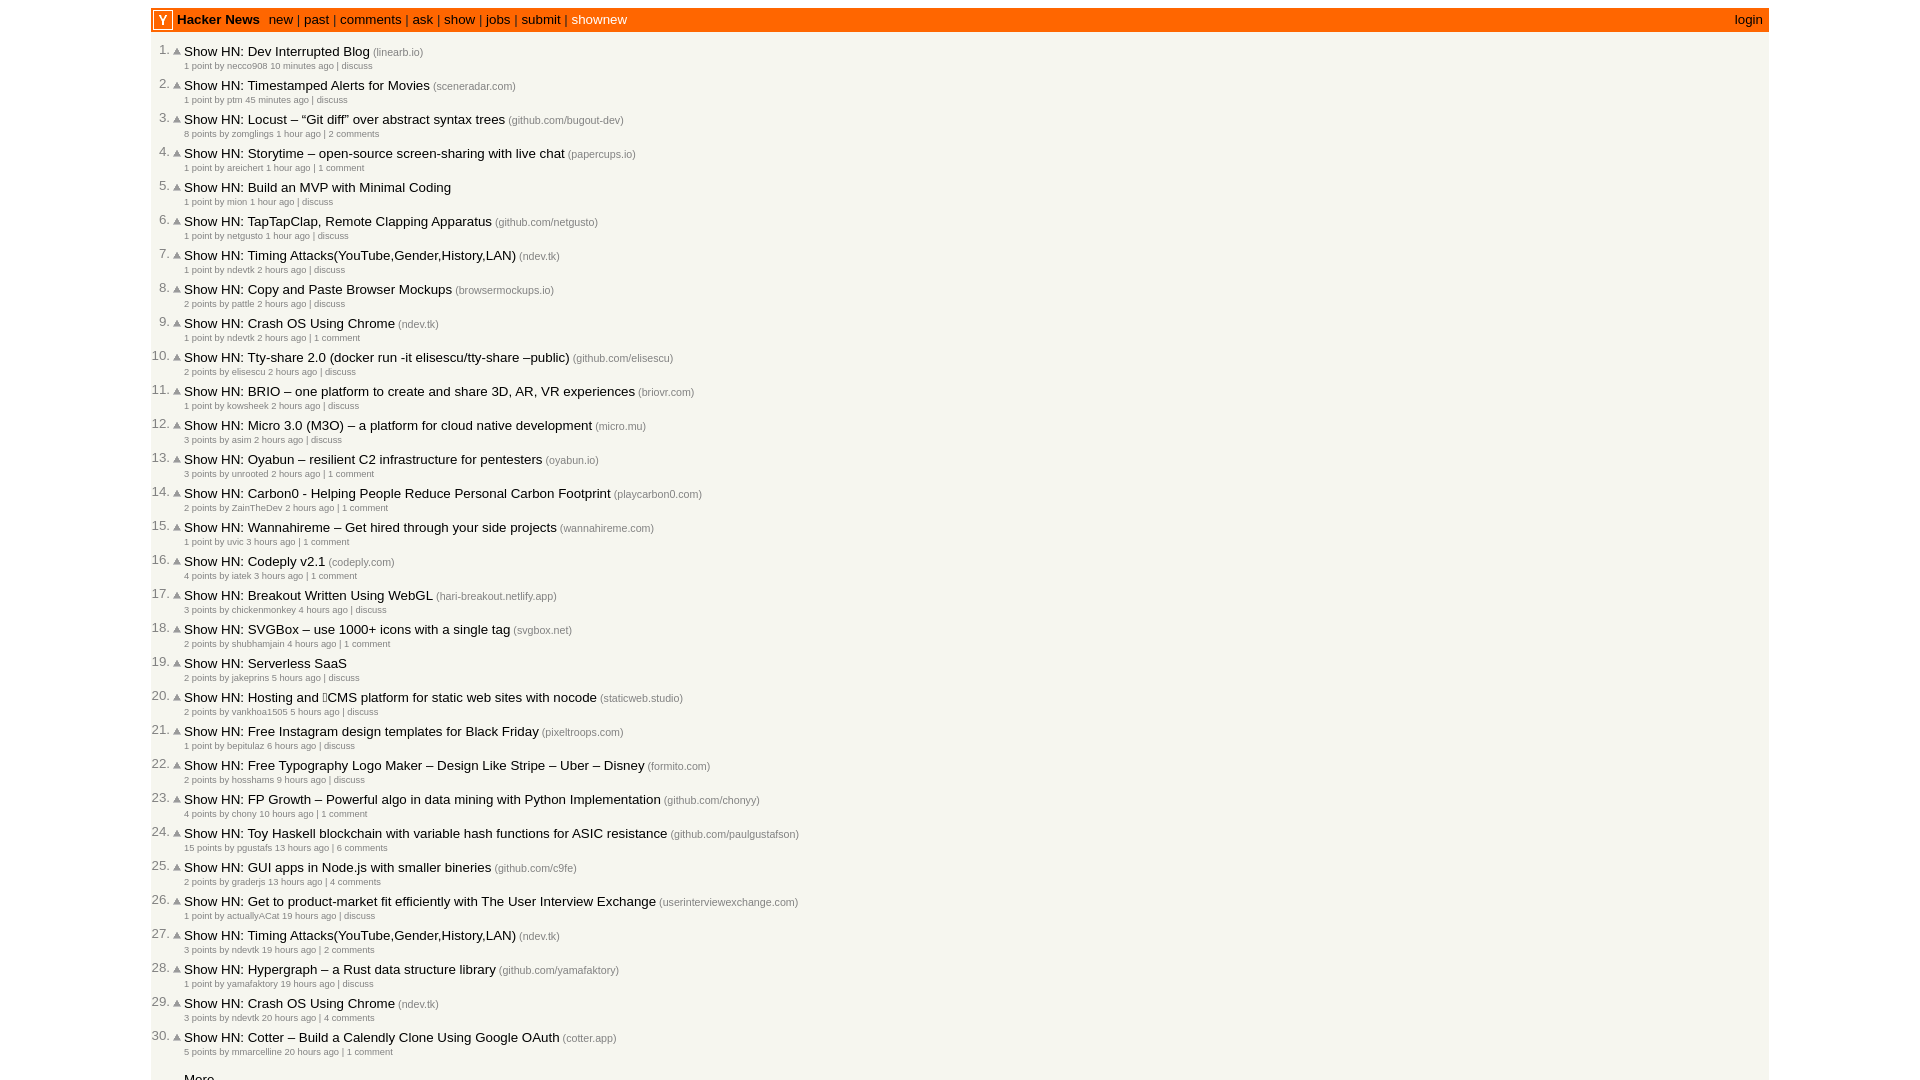 Y Hacker News new | past | comments | ask | show | jobs | submit | shownew login
1. Show HN: Dev Interrupted Blog (linearb.io)
1 point by necco908 10 minutes ago | discuss
2. Show HN: Timestamped Alerts for Movies (sceneradar.com)
1 point by ptm 45 minutes ago | discuss
3. Show HN: Locust – “Git diff” over abstract syntax trees (github.com/bugout-dev)
8 points by zomglings 1 hour ago | 2 comments
4. Show HN: Storytime – open-source screen-sharing with live chat (papercups.io)
1 point by areichert 1 hour ago | 1 comment
5. Show HN: Build an MVP with Minimal Coding
1 point by mion 1 hour ago | discuss
6. Show HN: TapTapClap, Remote Clapping Apparatus (github.com/netgusto)
1 point by netgusto 1 hour ago | discuss
7. Show HN: Timing Attacks(YouTube,Gender,History,LAN) (ndev.tk)
1 point by ndevtk 2 hours ago | discuss
8. Show HN: Copy and Paste Browser Mockups (browsermockups.io)
2 points by pattle 2 hours ago | discuss
9. Show HN: Crash OS Using Chrome (ndev.tk)
1 point by ndevtk 2 hours ago | 1 comment
10. Show HN: Tty-share 2.0 (docker run -it elisescu/tty-share –public) (github.com/elisescu)
2 points by elisescu 2 hours ago | discuss
11. Show HN: BRIO – one platform to create and share 3D, AR, VR experiences (briovr.com)
1 point by kowsheek 2 hours ago | discuss
12. Show HN: Micro 3.0 (M3O) – a platform for cloud native development (micro.mu)
3 points by asim 2 hours ago | discuss
13. Show HN: Oyabun – resilient C2 infrastructure for pentesters (oyabun.io)
3 points by unrooted 2 hours ago | 1 comment
14. Show HN: Carbon0 - Helping People Reduce Personal Carbon Footprint (playcarbon0.com)
2 points by ZainTheDev 2 hours ago | 1 comment
15. Show HN: Wannahireme – Get hired through your side projects (wannahireme.com)
1 point by uvic 3 hours ago | 1 comment
16. Show HN: Codeply v2.1 (codeply.com)
4 points by iatek 3 hours ago | 1 comment
17. Show HN: Breakout Written Using WebGL (hari-breakout.netlify.app)
3 points by chickenmonkey 4 hours ago | discuss
18. Show HN: SVGBox – use 1000+ icons with a single tag (svgbox.net)
2 points by shubhamjain 4 hours ago | 1 comment
19. Show HN: Serverless SaaS
2 points by jakeprins 5 hours ago | discuss
20. Show HN: Hosting and CMS platform for static web sites with nocode (staticweb.studio)
2 points by vankhoa1505 5 hours ago | discuss
21. Show HN: Free Instagram design templates for Black Friday (pixeltroops.com)
1 point by bepitulaz 6 hours ago | discuss
22. Show HN: Free Typography Logo Maker – Design Like Stripe – Uber – Disney (formito.com)
2 points by hosshams 9 hours ago | discuss
23. Show HN: FP Growth – Powerful algo in data mining with Python Implementation (github.com/chonyy)
4 points by chony 10 hours ago | 1 comment
24. Show HN: Toy Haskell blockchain with variable hash functions for ASIC resistance (github.com/paulgustafson)
15 points by pgustafs 13 hours ago | 6 comments
25. Show HN: GUI apps in Node.js with smaller bineries (github.com/c9fe)
2 points by graderjs 13 hours ago | 4 comments
26. Show HN: Get to product-market fit efficiently with The User Interview Exchange (userinterviewexchange.com)
1 point by actuallyACat 19 hours ago | discuss
27. Show HN: Timing Attacks(YouTube,Gender,History,LAN) (ndev.tk)
3 points by ndevtk 19 hours ago | 2 comments
28. Show HN: Hypergraph – a Rust data structure library (github.com/yamafaktory)
1 point by yamafaktory 19 hours ago | discuss
29. Show HN: Crash OS Using Chrome (ndev.tk)
3 points by ndevtk 20 hours ago | 4 comments
30. Show HN: Cotter – Build a Calendly Clone Using Google OAuth (cotter.app)
5 points by mmarcelline 20 hours ago | 1 comment
More